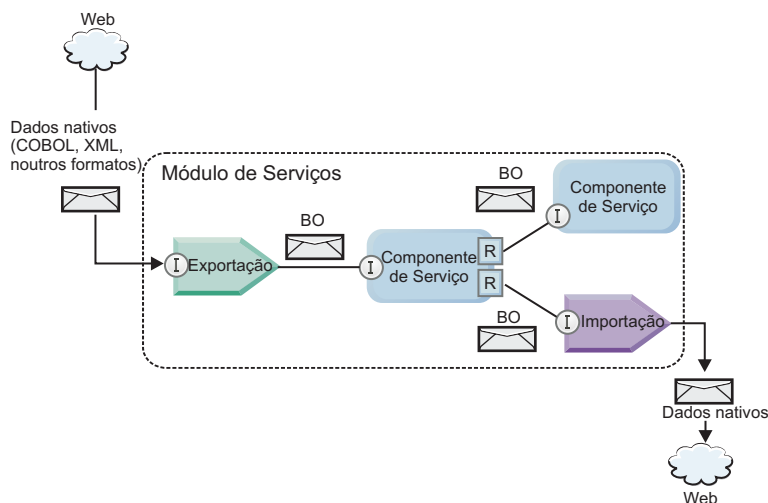 Web
Dados nativos
(COBOL, XML,
noutros formatos)
Módulo de Serviços
BO
Componente
de Serviço
I
BO
I
Exportação
I
Componente
de Serviço
R
R
BO
I
Importação
Dados nativos
Web